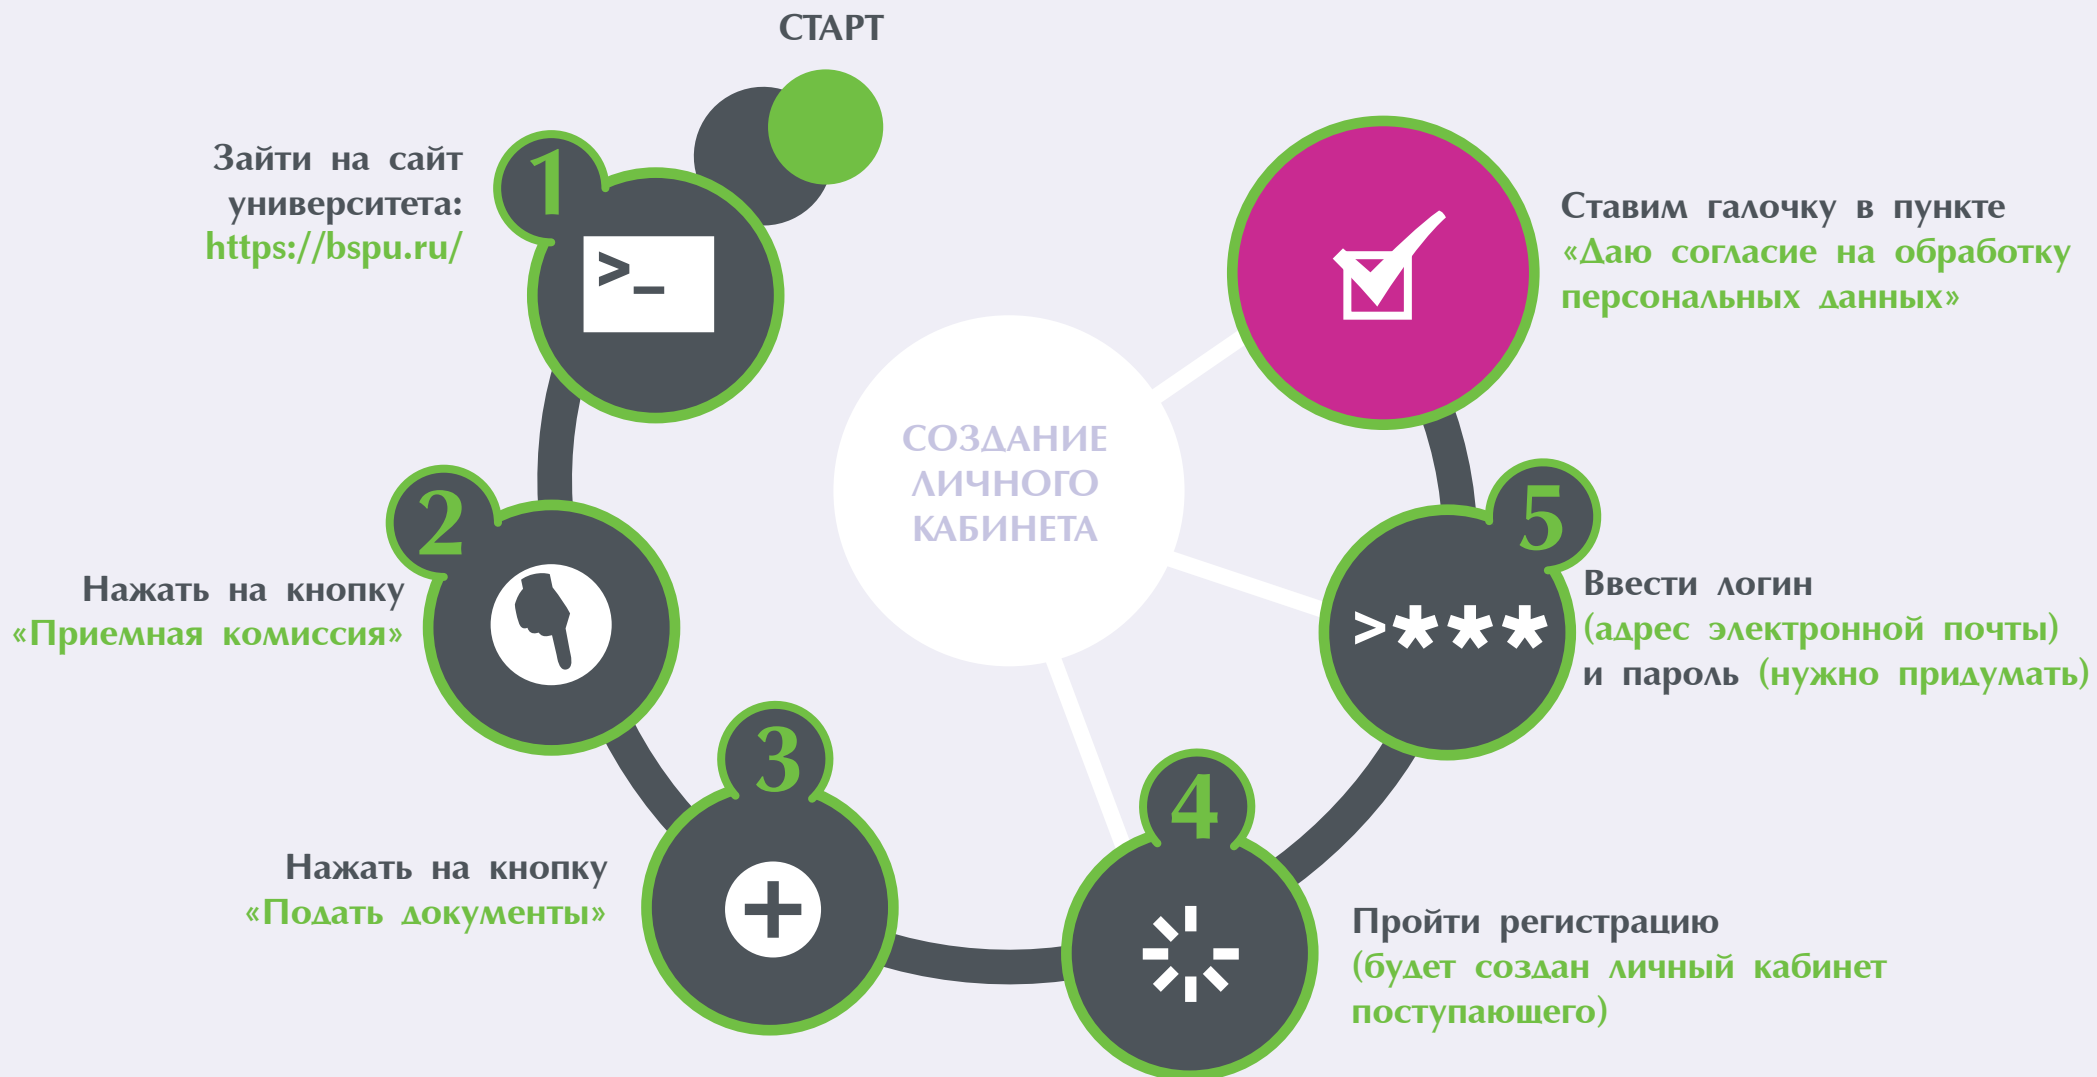 СТАРТ
1
Зайти на сайт
университета:
https://bspu.ru/
>_
2
Нажать на кнопку
«Приемная комиссия»
3
Нажать на кнопку
«Подать документы»
+
4
Пройти регистрацию
(будет создан личный кабинет
поступающего)
5
Ввести логин
(адрес электронной почты)
и пароль (нужно придумать)
>***
Ставим галочку в пункте
«Даю согласие на обработку
персональных данных»
СОЗДАНИЕ
ЛИЧНОГО
КАБИНЕТА